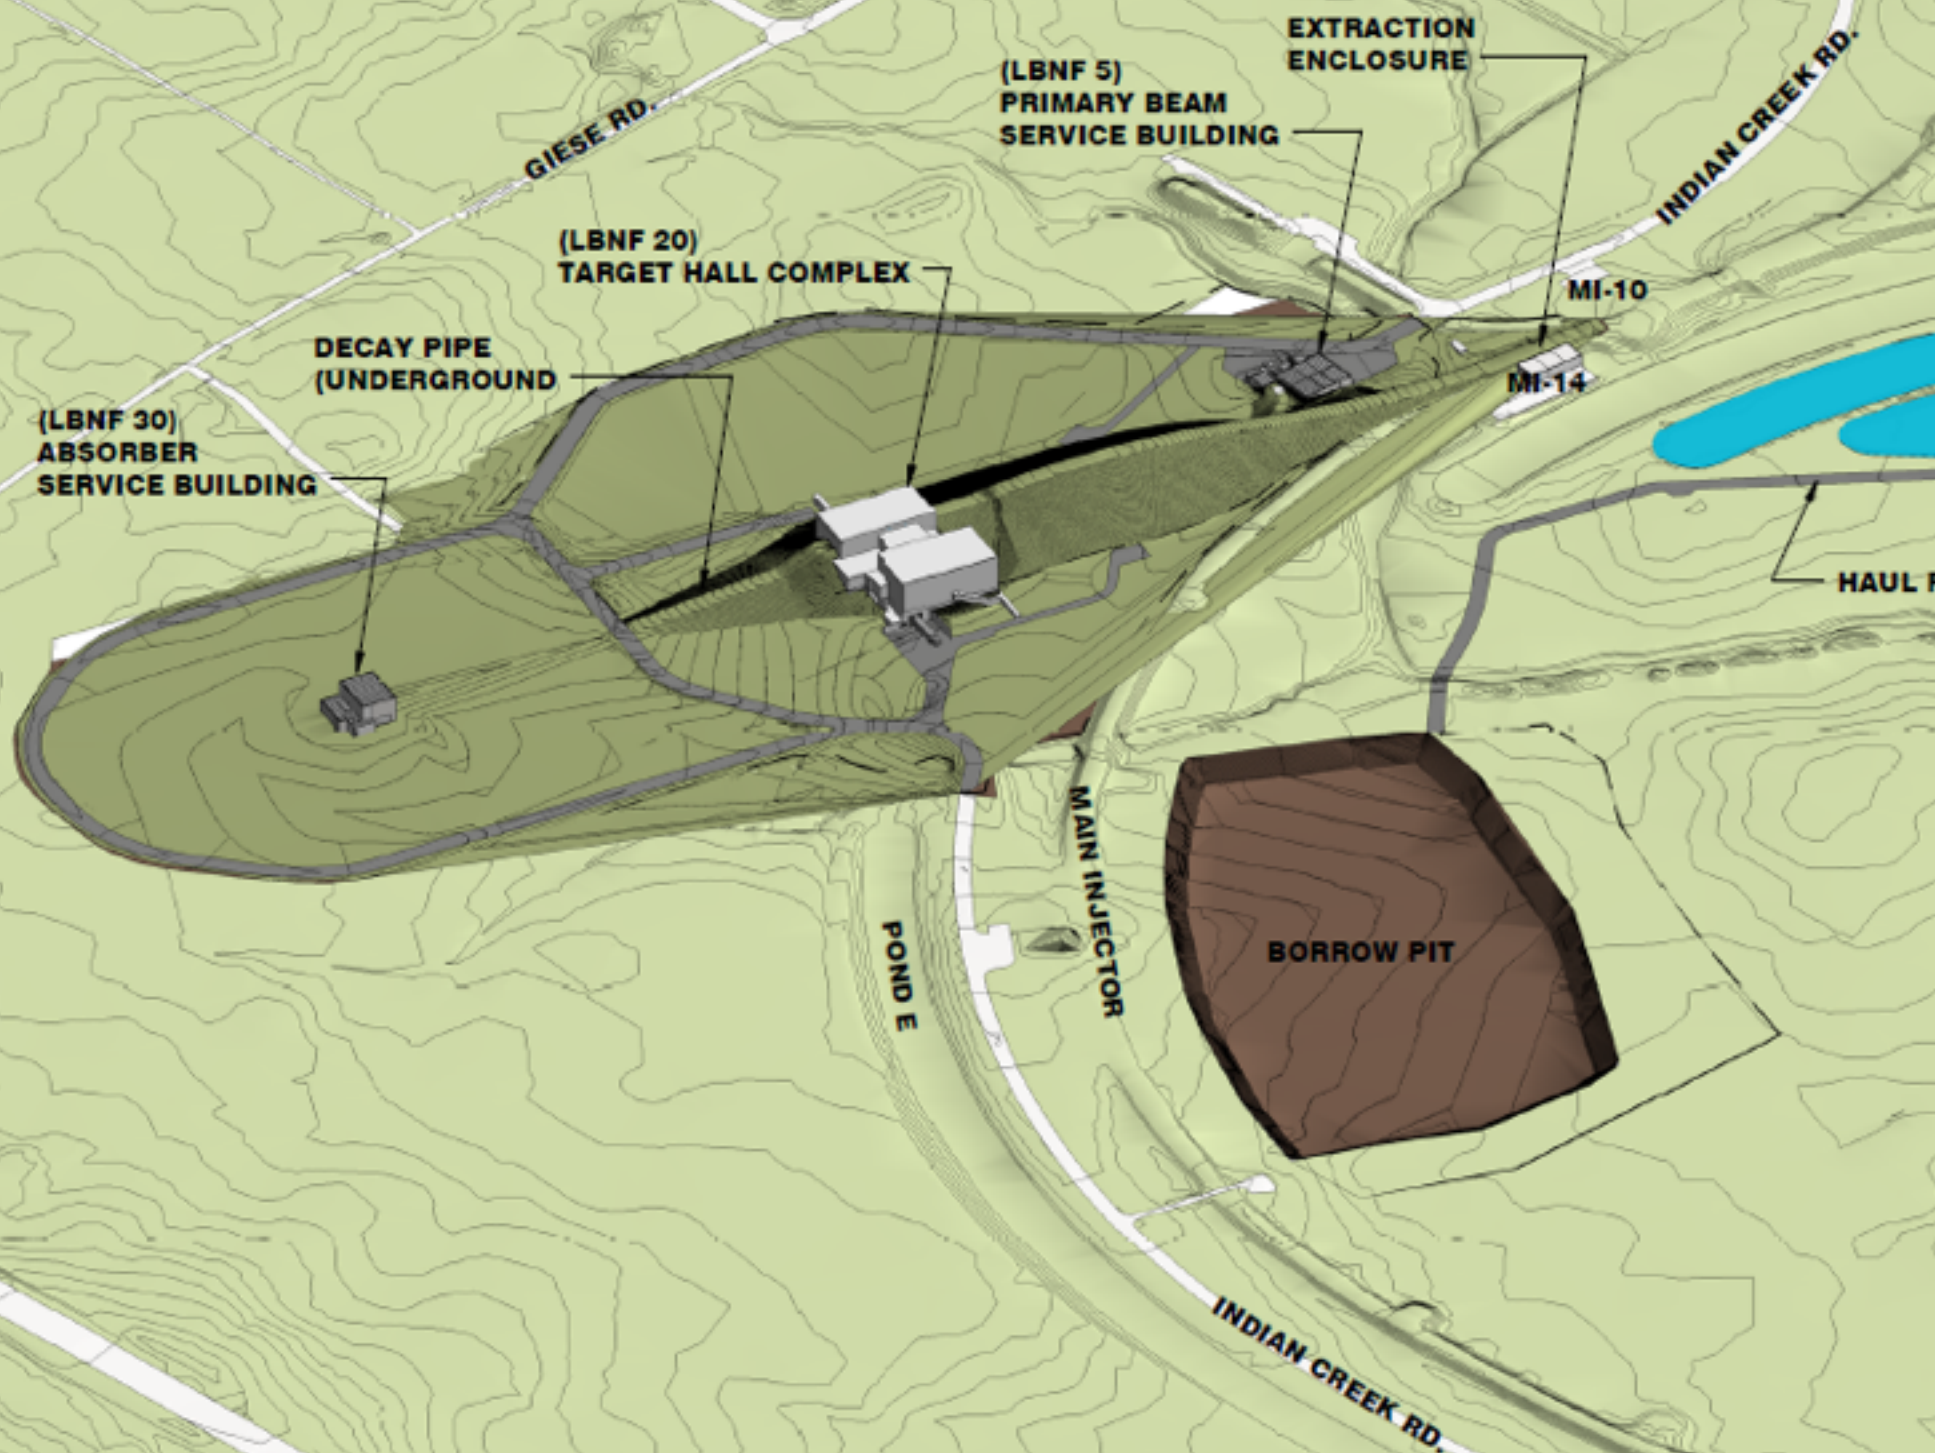 EXTRACTION
ENCLOSURE
(LBNF 5)
PRIMARY BEAM
SERVICE BUILDING
INDIAN CREEK RD.
GIESE RD.
(LBNF 20)
TARGET HALL COMPLEX
MI-10
DECAY PIPE
(UNDERGROUND
MI-14
(LBNF 30)
ABSORBER
SERVICE BUILDING
HAUL
MAIN INJECTOR
POND E
BORROW PIT
INDIAN CREEK RD.